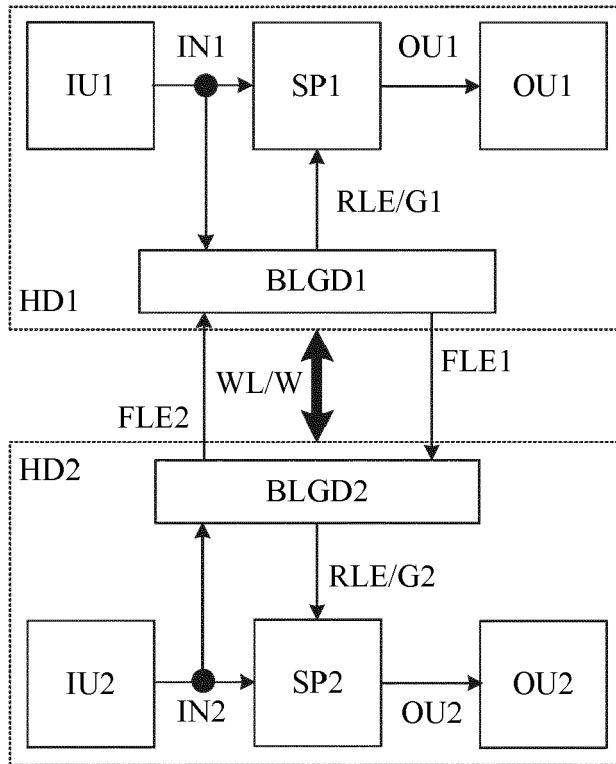 IN1
OU1
IU1
SP1
OU1
RLE/G1
BLGD1
HD1
FLE1
WL/W
FLE2
HD2
BLGD2
RLE/G2
IU2
SP2
OU2
IN2
OU2